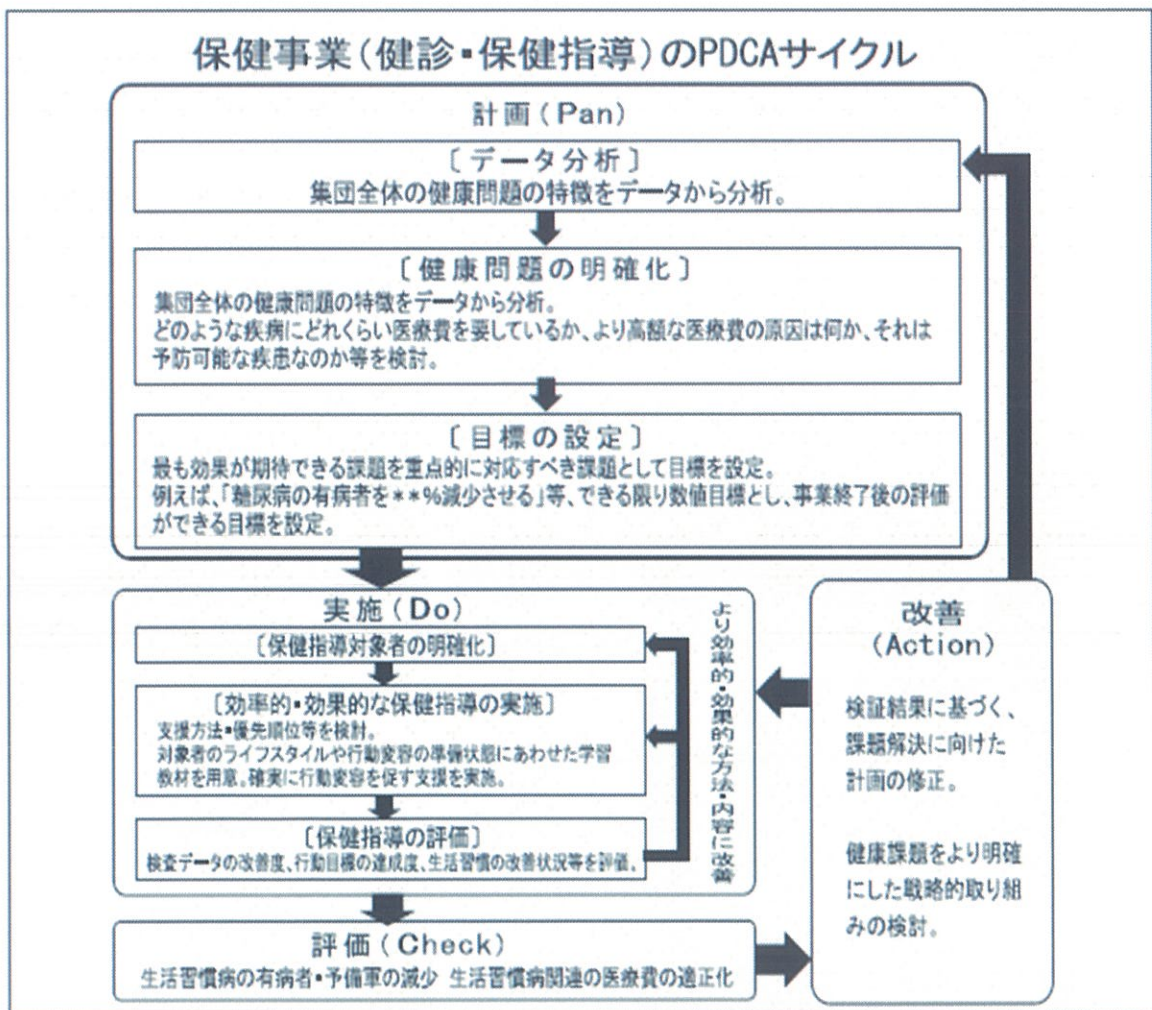 保健事業(健診・保健指導)のPDCAサイクル
計画(Pan)
〔データ分析〕
集団全体の健康問題の特徴をデータから分析。
〔健康問題の明確化〕
集団全体の健康問題の特徴をデータから分析。
どのような疾病にどれくらい医療費を要しているか、より高額な医療費の原因は何か、それは
予防可能な疾患なのか等を検討。
〔目標の設定〕
最も効果が期待できる課題を重点的に対応すべき課題として目標を設定。
例えば、「糖尿病の有病者を**%減少させる」等、できる限り数値目標とし、事業終了後の評価
ができる目標を設定。
実施(Do)
〔保健指導対象者の明確化〕
〔効率的・効果的な保健指導の実施〕
支援方法・優先順位等を検討。
対象者のライフスタイルや行動変容の準備状態にあわせた学習
教材を用意。確実に行動変容を促す支援を実施。
〔保健指導の評価〕
検査データの改善度、行動目標の達成度、生活習慣の改善状況等を評価。
より効率的・効果的な方法・内容に改善
評価(Check)
生活習慣病の有病者・予備軍の減少 生活習慣病関連の医療費の適正化
改善
(Action)
検証結果に基づく、
課題解決に向けた
計画の修正。
健康課題をより明確
にした戦略的取り組
みの検討。